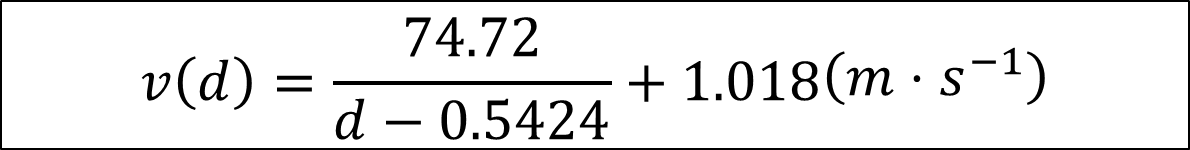 v(d) = 74.72 / (d − 0.5424) + 1.018(m · s⁻¹)